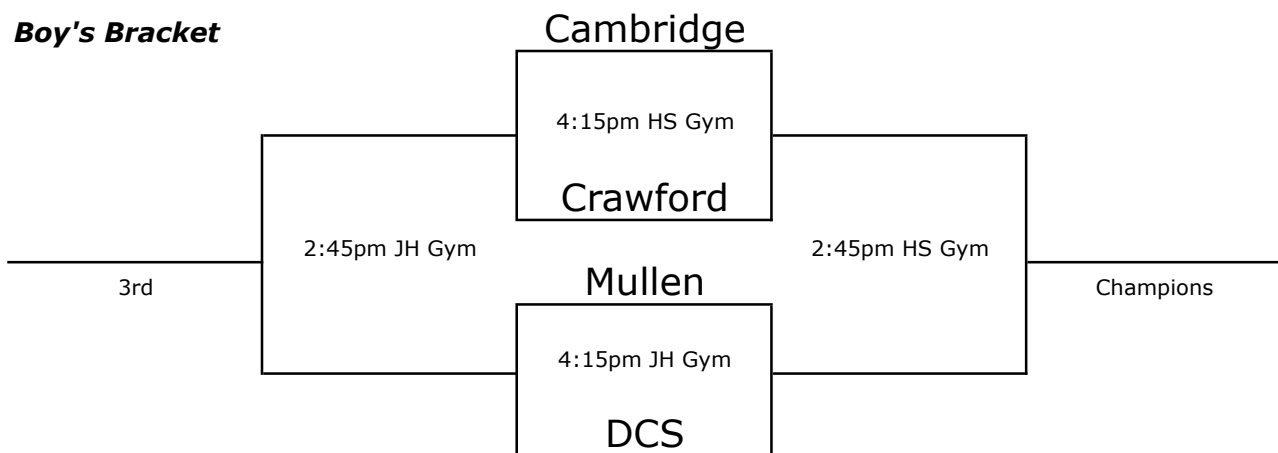 Boy's Bracket
Cambridge
4:15pm HS Gym
Crawford
2:45pm JH Gym
2:45pm HS Gym
Mullen
3rd
Champions
4:15pm JH Gym
DCS